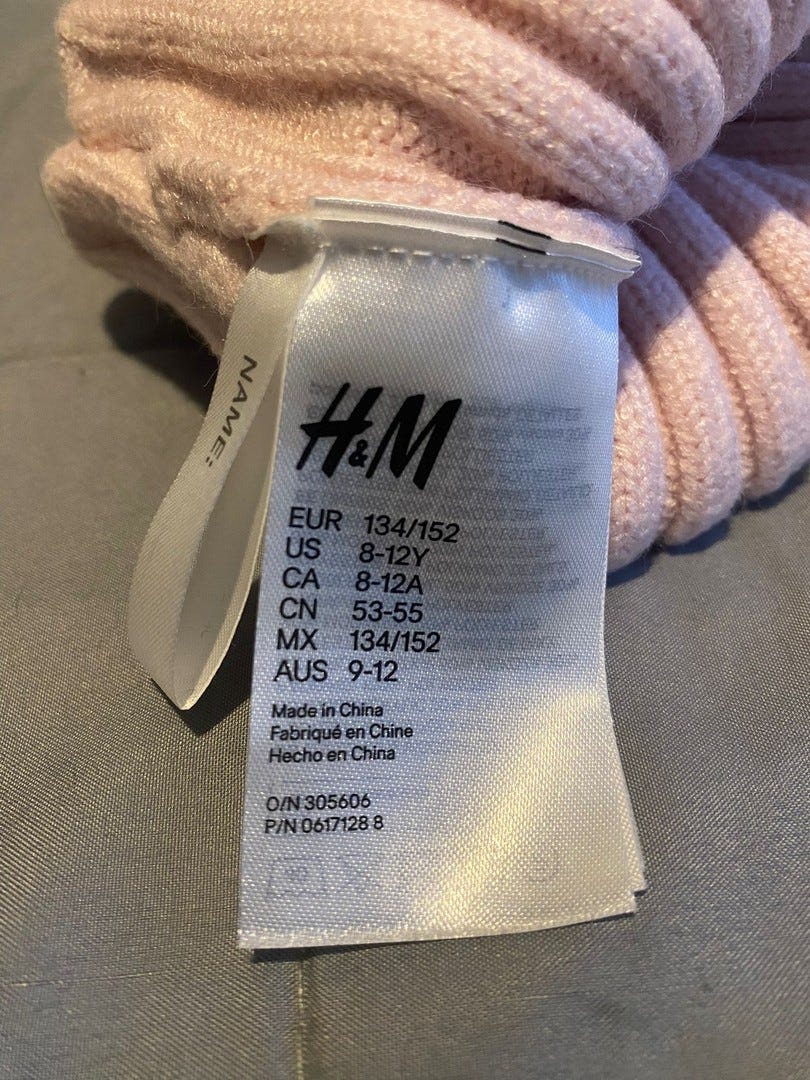 NAME:
H&M
EUR 134/152
US 8-12Y
CA 8-12A
CN 53-55
MX 134/152
AUS 9-12
Made in China
Fabriqué en Chine
Hecho en China
O/N 305606
P/N 0617128 8